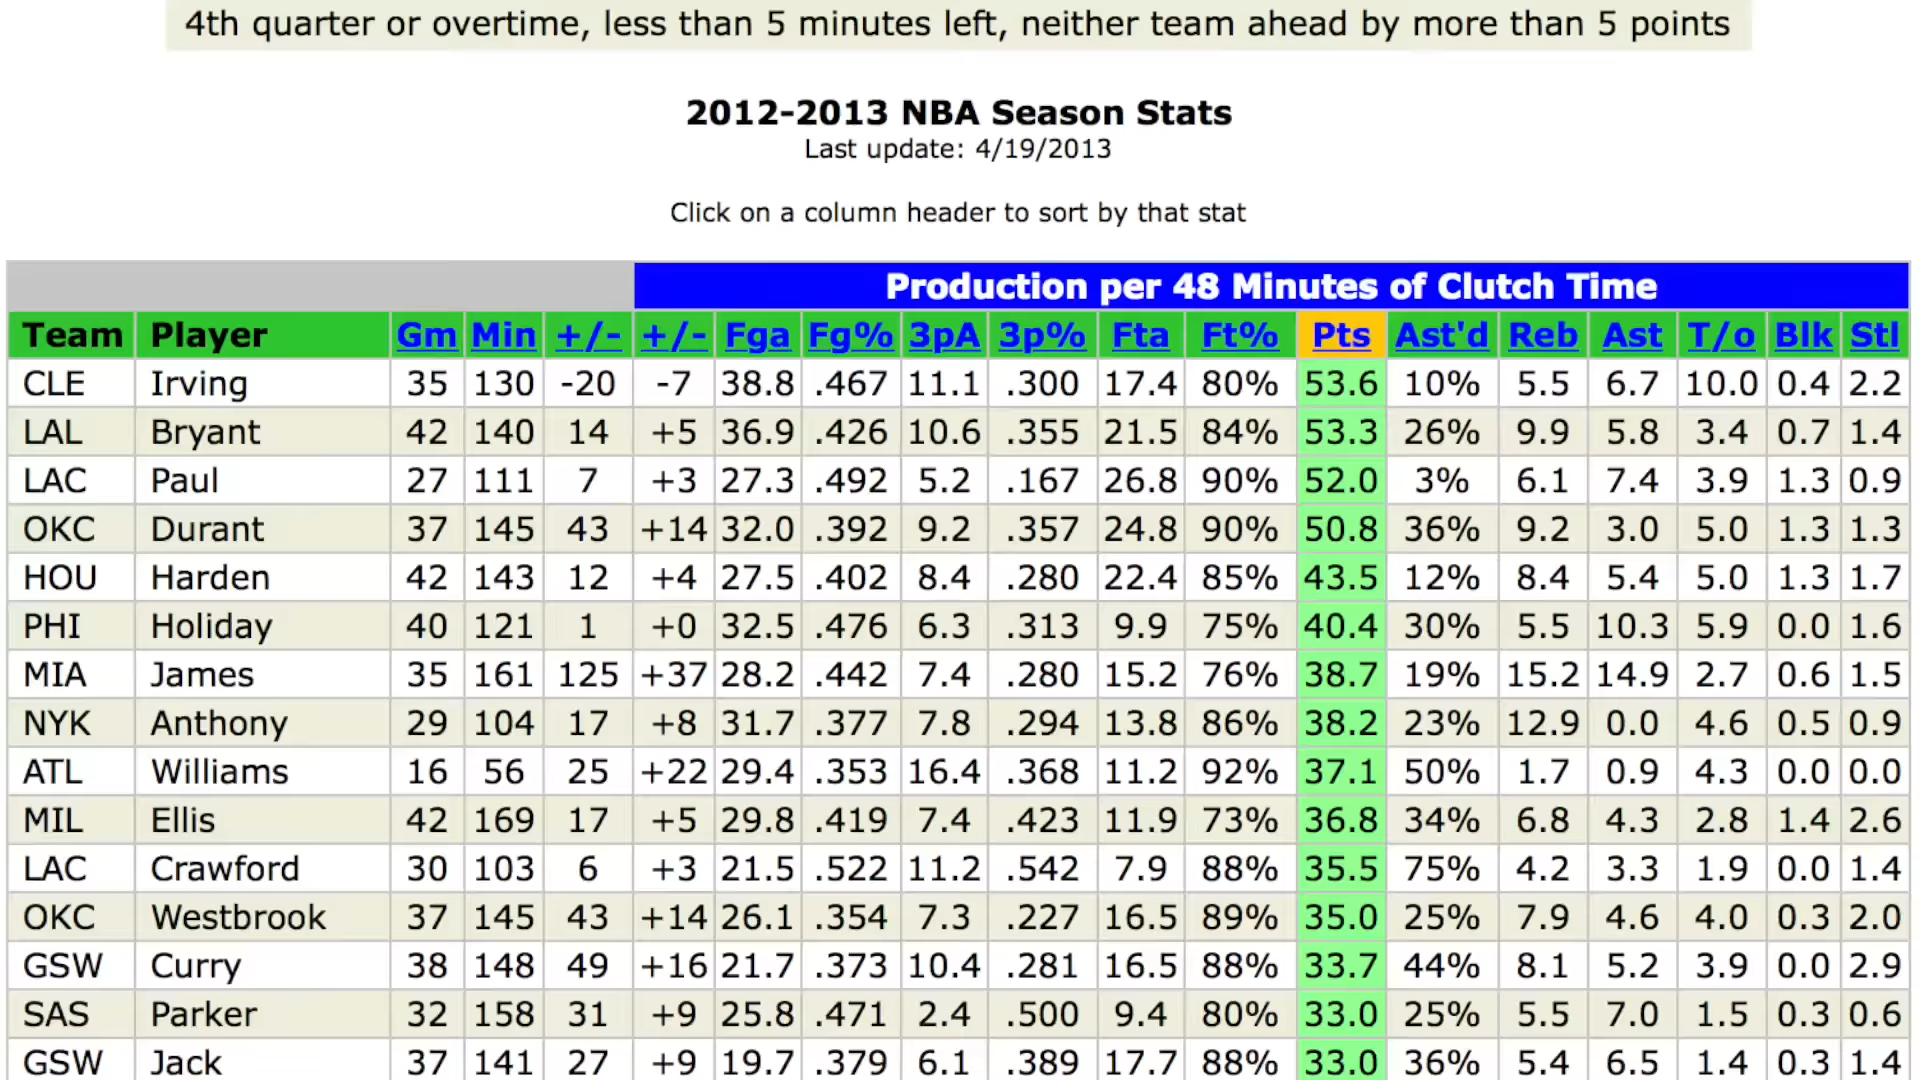 4th quarter or overtime, less than 5 minutes left, neither team ahead by more than 5 points
2012-2013 NBA Season Stats
Last update: 4/19/2013
Click on a column header to sort by that stat
Production per 48 Minutes of Clutch Time
Team Player Gm Min +/- +/- Fga Fg% 3pA 3p% Fta Ft% Pts Ast'd Reb Ast T/o Blk Stl
CLE Irving 35 130 -20 -7 38.8 .467 11.1 .300 17.4 80% 53.6 10% 5.5 6.7 10.0 0.4 2.2
LAL Bryant 42 140 14 +5 36.9 .426 10.6 .355 21.5 84% 53.3 26% 9.9 5.8 3.4 0.7 1.4
LAC Paul 27 111 7 +3 27.3 .492 5.2 .167 26.8 90% 52.0 3% 6.1 7.4 3.9 1.3 0.9
OKC Durant 37 145 43 +14 32.0 .392 9.2 .357 24.8 90% 50.8 36% 9.2 3.0 5.0 1.3 1.3
HOU Harden 42 143 12 +4 27.5 .402 8.4 .280 22.4 85% 43.5 12% 8.4 5.4 5.0 1.3 1.7
PHI Holiday 40 121 1 +0 32.5 .476 6.3 .313 9.9 75% 40.4 30% 5.5 10.3 5.9 0.0 1.6
MIA James 35 161 125 +37 28.2 .442 7.4 .280 15.2 76% 38.7 19% 15.2 14.9 2.7 0.6 1.5
NYK Anthony 29 104 17 +8 31.7 .377 7.8 .294 13.8 86% 38.2 23% 12.9 0.0 4.6 0.5 0.9
ATL Williams 16 56 25 +22 29.4 .353 16.4 .368 11.2 92% 37.1 50% 1.7 0.9 4.3 0.0 0.0
MIL Ellis 42 169 17 +5 29.8 .419 7.4 .423 11.9 73% 36.8 34% 6.8 4.3 2.8 1.4 2.6
LAC Crawford 30 103 6 +3 21.5 .522 11.2 .542 7.9 88% 35.5 75% 4.2 3.3 1.9 0.0 1.4
OKC Westbrook 37 145 43 +14 26.1 .354 7.3 .227 16.5 89% 35.0 25% 7.9 4.6 4.0 0.3 2.0
GSW Curry 38 148 49 +16 21.7 .373 10.4 .281 16.5 88% 33.7 44% 8.1 5.2 3.9 0.0 2.9
SAS Parker 32 158 31 +9 25.8 .471 2.4 .500 9.4 80% 33.0 25% 5.5 7.0 1.5 0.3 0.6
GSW Jack 37 141 27 +9 19.7 .379 6.1 .389 17.7 88% 33.0 36% 5.4 6.5 1.4 0.3 1.4